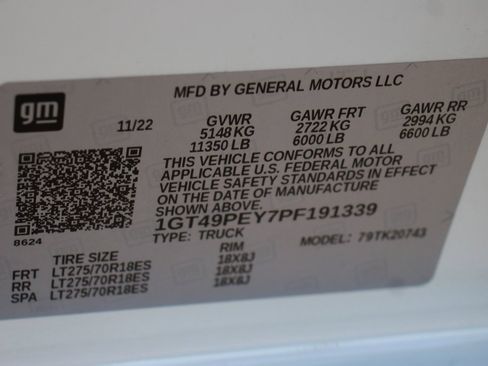 MFD BY GENERAL MOTORS LLC
gm
11/22
GVWR GAWR FRT GAWR RR
5148 KG 2722 KG 2994 KG
11350 LB 6000 LB 6600 LB
THIS VEHICLE CONFORMS TO ALL
APPLICABLE U.S. FEDERAL MOTOR
VEHICLE SAFETY STANDARDS IN EFFECT
ON THE DATE OF MANUFACTURE
SHOWN ABOVE.
1GT49PEY7PF191339
8624
TYPE: TRUCK MODEL: 79TK20743
TIRE SIZE RIM
FRT LT275/70R18ES 18X8J
RR LT275/70R18ES 18X8J
SPA LT275/70R18ES 18X8J